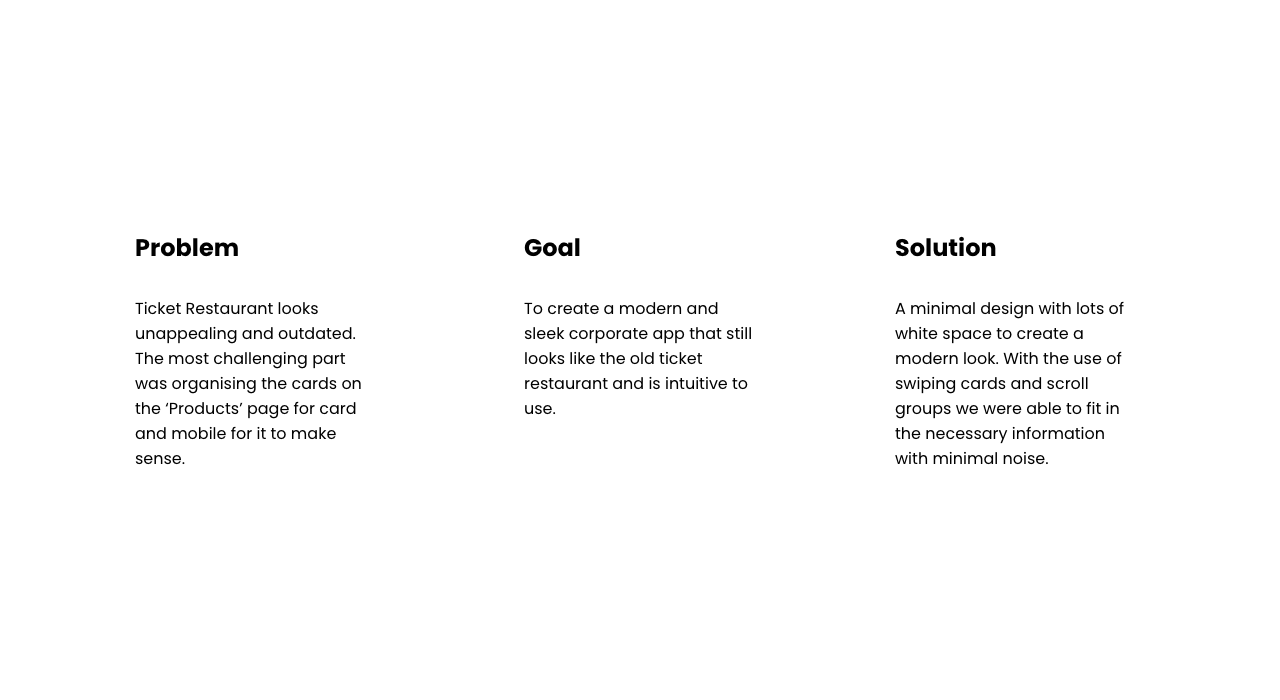 Problem
Ticket Restaurant looks
unappealing and outdated.
The most challenging part
was organising the cards on
the ‘Products’ page for card
and mobile for it to make
sense.
Goal
To create a modern and
sleek corporate app that still
looks like the old ticket
restaurant and is intuitive to
use.
Solution
A minimal design with lots of
white space to create a
modern look. With the use of
swiping cards and scroll
groups we were able to fit in
the necessary information
with minimal noise.